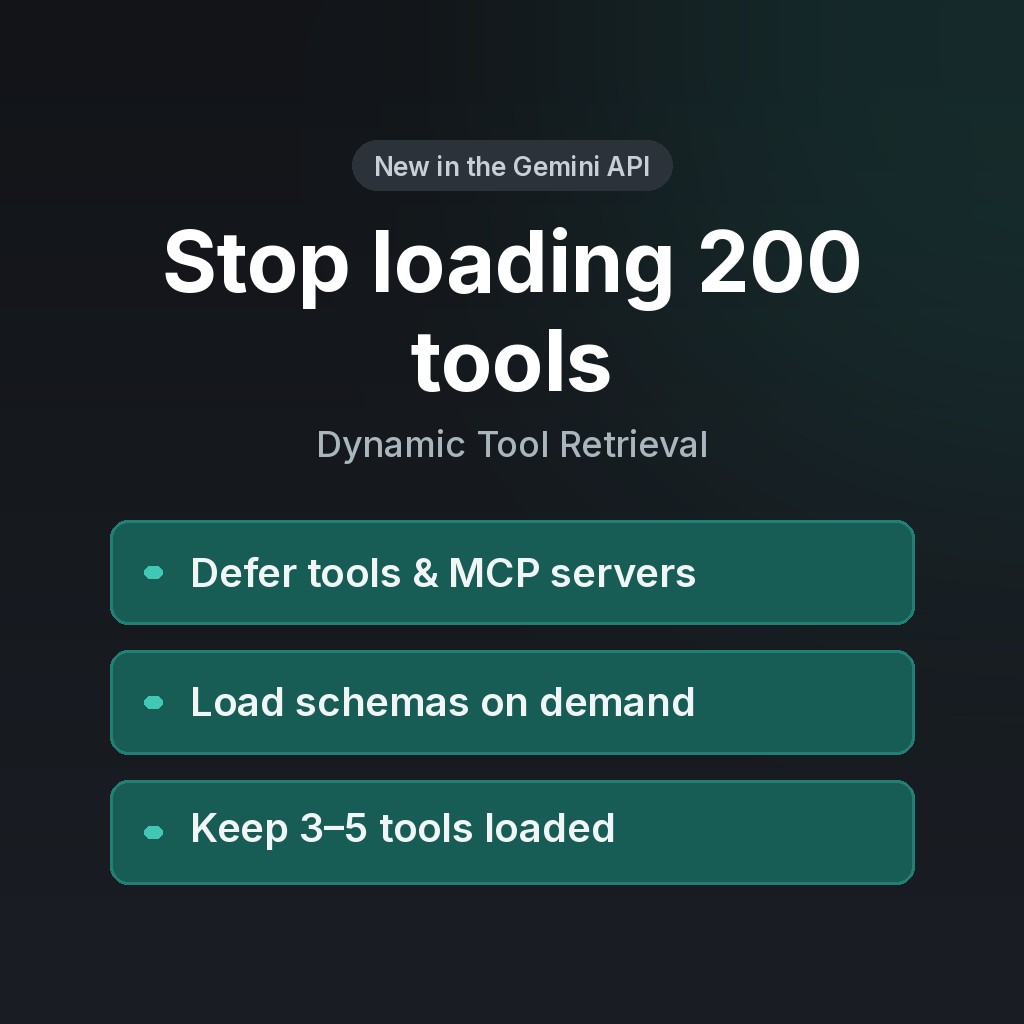 New in the Gemini API
Stop loading 200
tools
Dynamic Tool Retrieval
Defer tools & MCP servers
Load schemas on demand
Keep 3–5 tools loaded